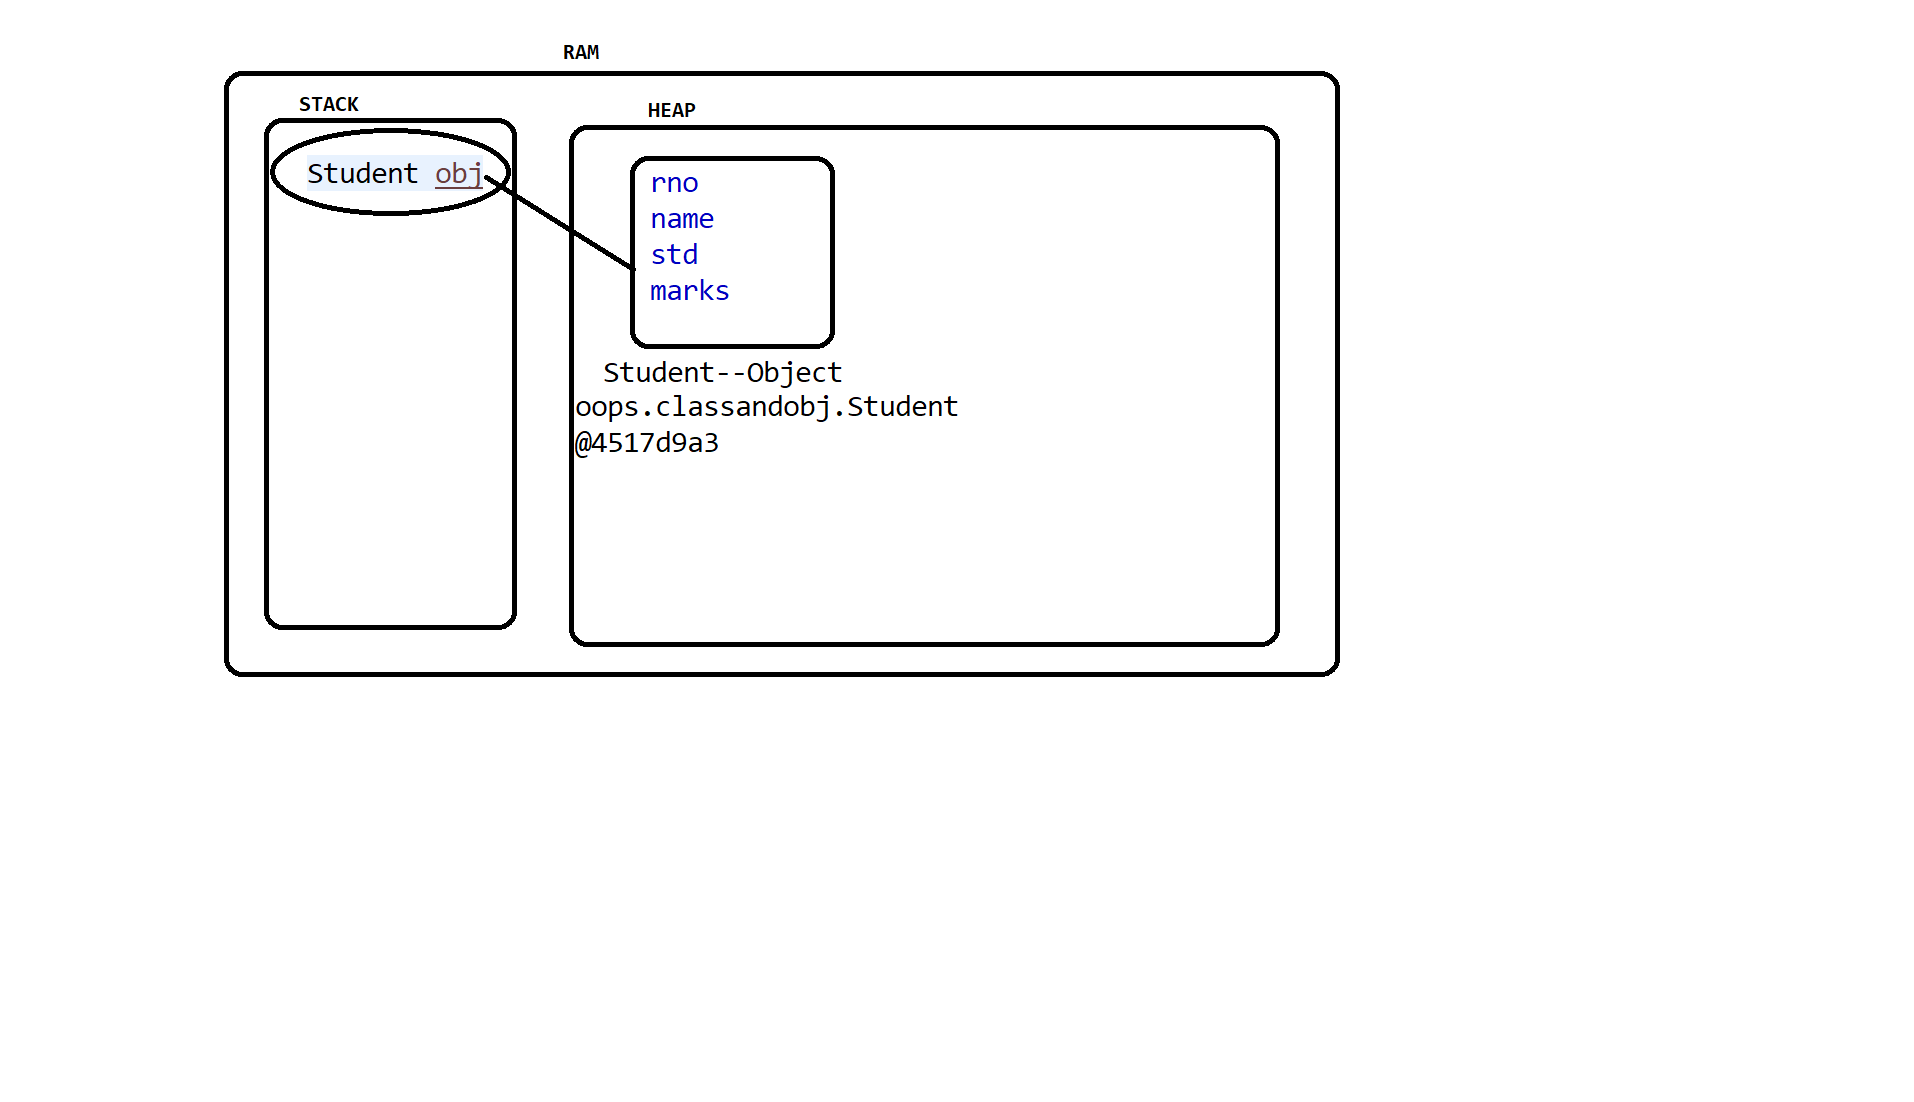 RAM
STACK
HEAP
Student obj
rno
name
std
marks
Student--Object
oops.classandobj.Student
@4517d9a3